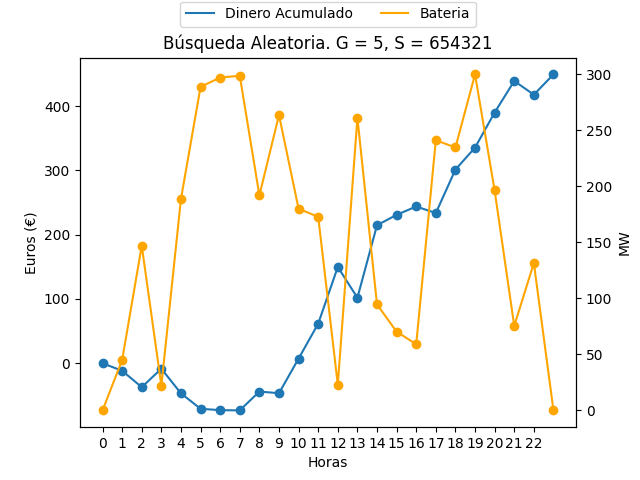 Dinero Acumulado Bateria
Búsqueda Aleatoria. G = 5, S = 654321
400
300
200
100
0
Euros (€)
300
250
200
150
100
50
0
MW
0 1 2 3 4 5 6 7 8 9 10 11 12 13 14 15 16 17 18 19 20 21 22
Horas